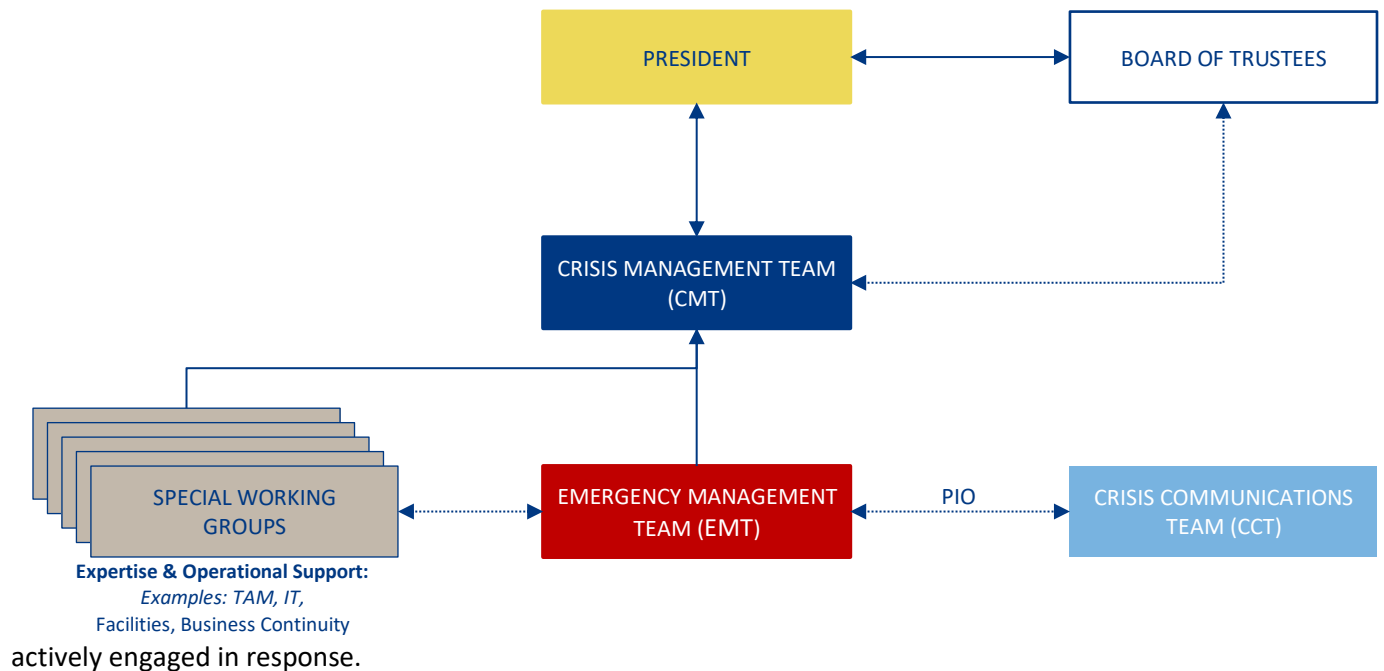 PRESIDENT
BOARD OF TRUSTEES
CRISIS MANAGEMENT TEAM
(CMT)
SPECIAL WORKING
GROUPS
EMERGENCY MANAGEMENT
TEAM (EMT)
PIO
CRISIS COMMUNICATIONS
TEAM (CCT)
Expertise & Operational Support:
Examples: TAM, IT,
Facilities, Business Continuity
actively engaged in response.